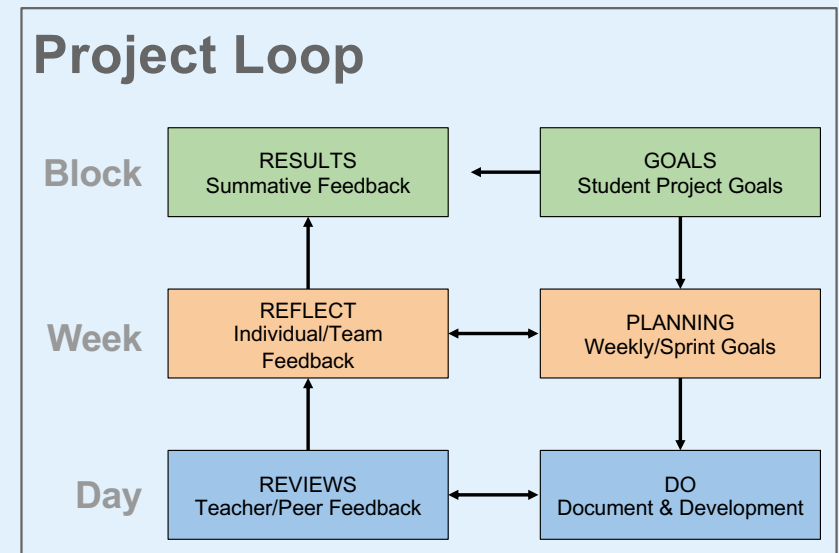 Project Loop
Block
RESULTS
Summative Feedback
GOALS
Student Project Goals
Week
REFLECT
Individual/Team
Feedback
PLANNING
Weekly/Sprint Goals
Day
REVIEWS
Teacher/Peer Feedback
DO
Document & Development